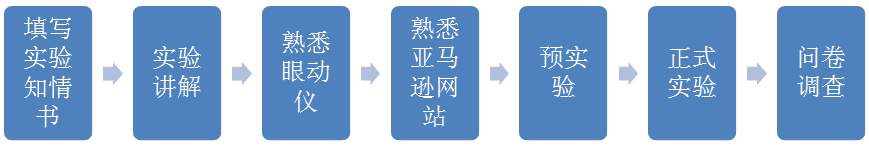 填写
实验
知情
书
实验
讲解
熟悉
眼动
仪
熟悉
亚马
逊网
站
预实
验
正式
实验
问卷
调查